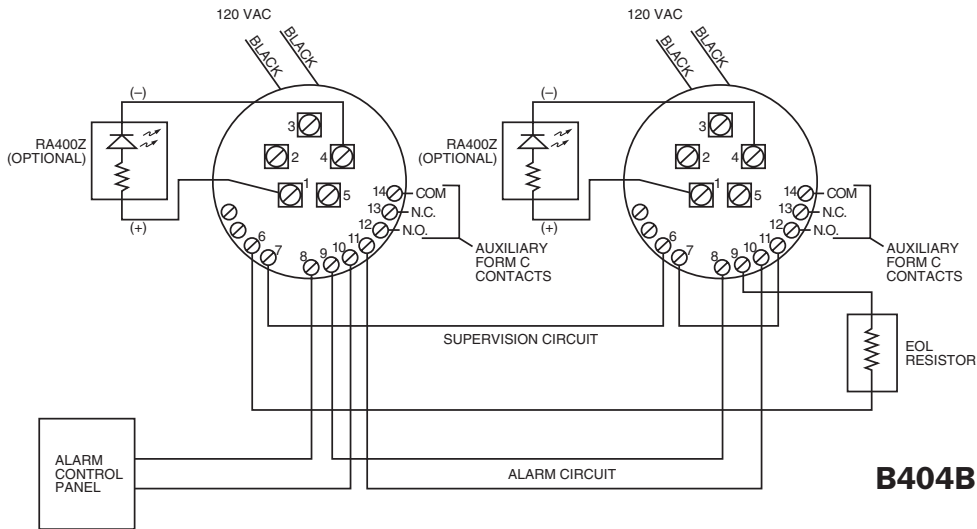 120 VAC
BLACK
BLACK
(–)
RA400Z
(OPTIONAL)
(+)
3
2
4
1
5
14
COM
13
N.C.
12
N.O.
11
10
9
8
7
6
AUXILIARY
FORM C
CONTACTS
120 VAC
BLACK
BLACK
(–)
RA400Z
(OPTIONAL)
(+)
3
2
4
1
5
14
COM
13
N.C.
12
N.O.
11
10
9
8
7
6
AUXILIARY
FORM C
CONTACTS
SUPERVISION CIRCUIT
EOL
RESISTOR
ALARM
CONTROL
PANEL
ALARM CIRCUIT
B404B